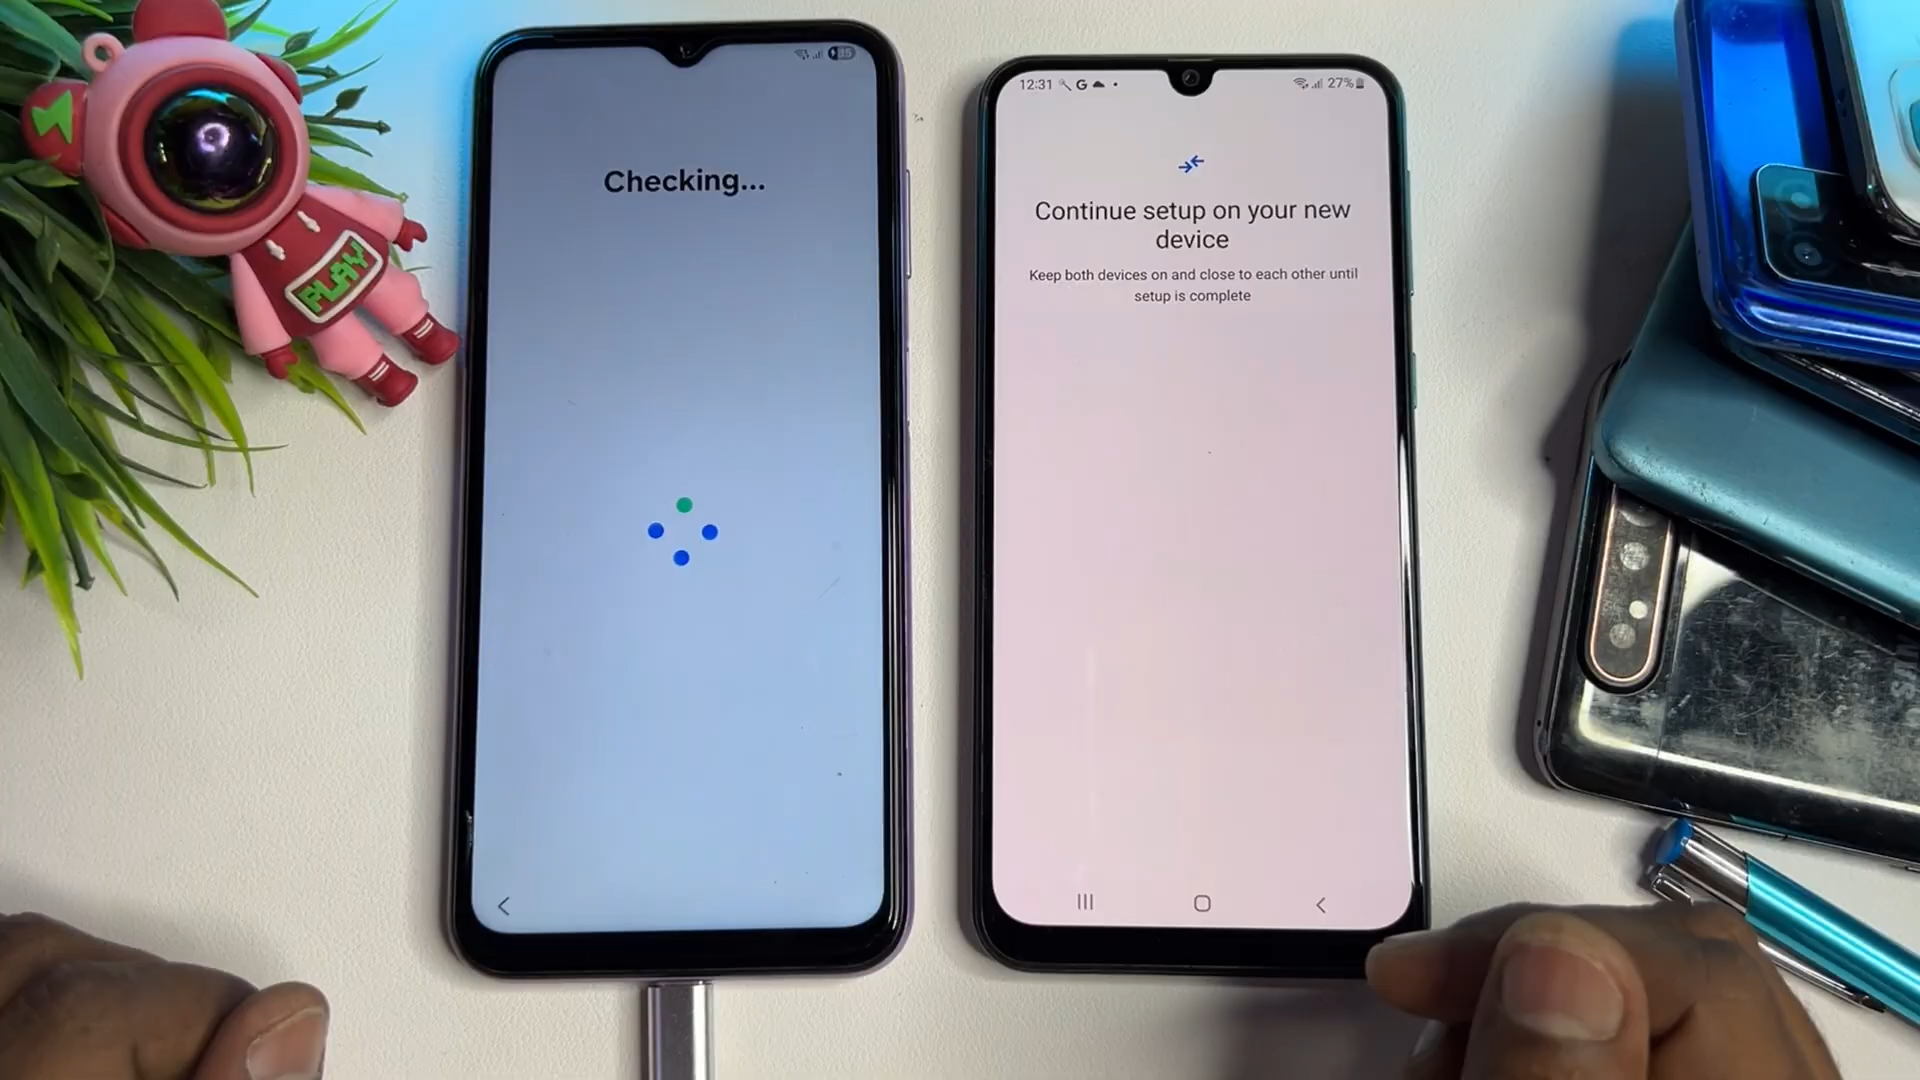 PLAY
85
Checking...
12:31
G
27%
Continue setup on your new
device
Keep both devices on and close to each other until
setup is complete